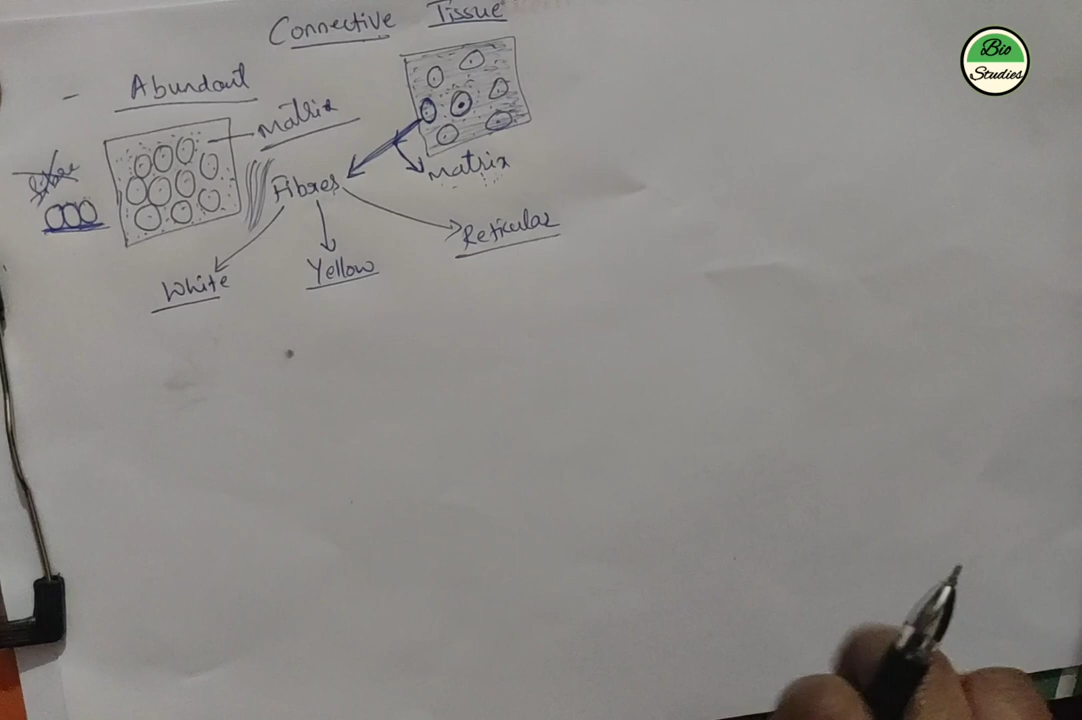 Connective Tissue
- Abundant
Matrix
Matrix
Fibres
Reticular
Yellow
White
Bio
Studies